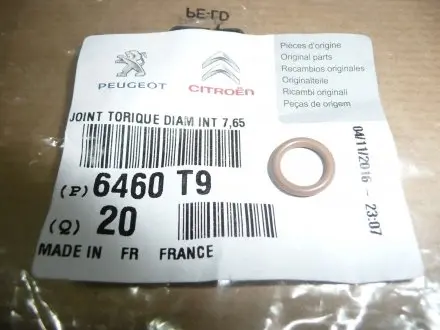 PE-LD
PEUGEOT
CITROËN
Pièces d'origine
Original parts
Recambios originales
Originalteile
Ricambi originali
Peças de origem
JOINT TORIQUE DIAM INT 7,65
(P) 6460 T9
(Q) 20
MADE IN FR FRANCE
04/11/2016 - 23:07